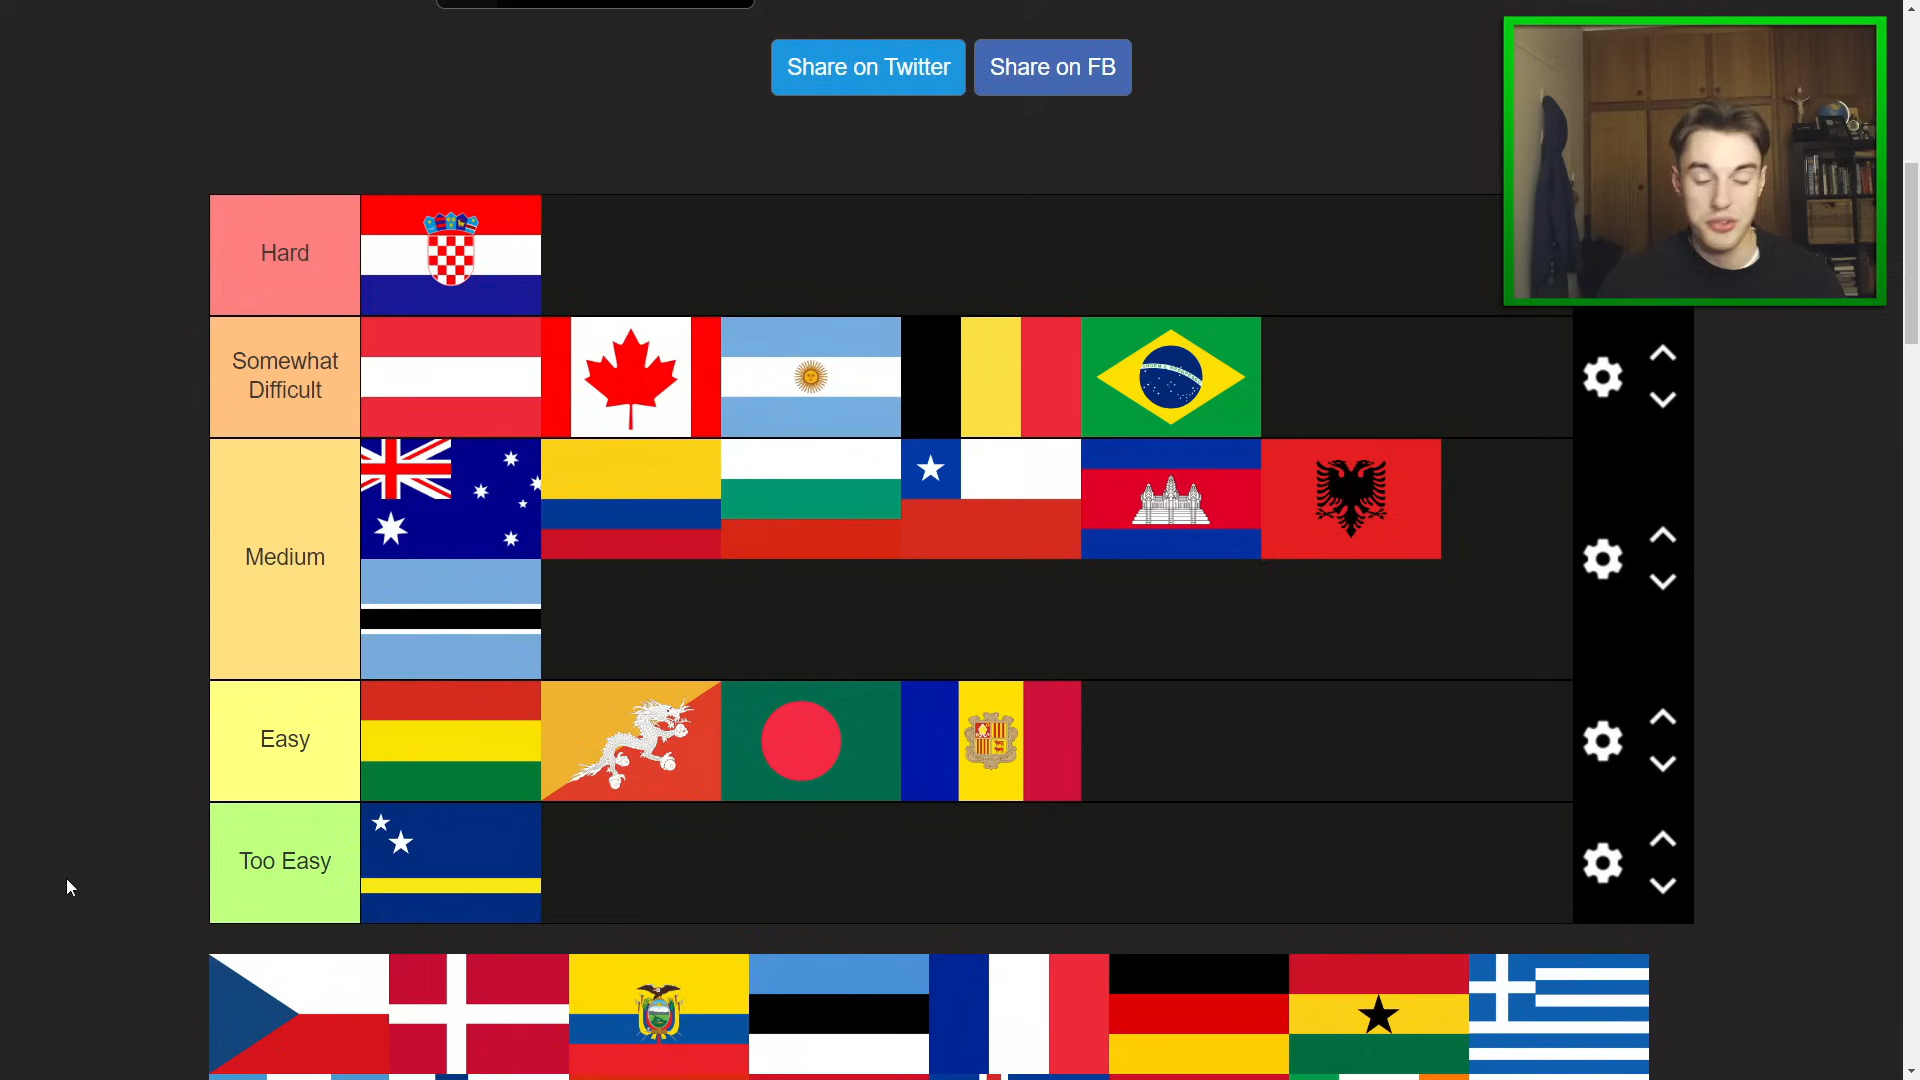 Share on Twitter
Share on FB
Hard
Somewhat
Difficult
Medium
Easy
Too Easy